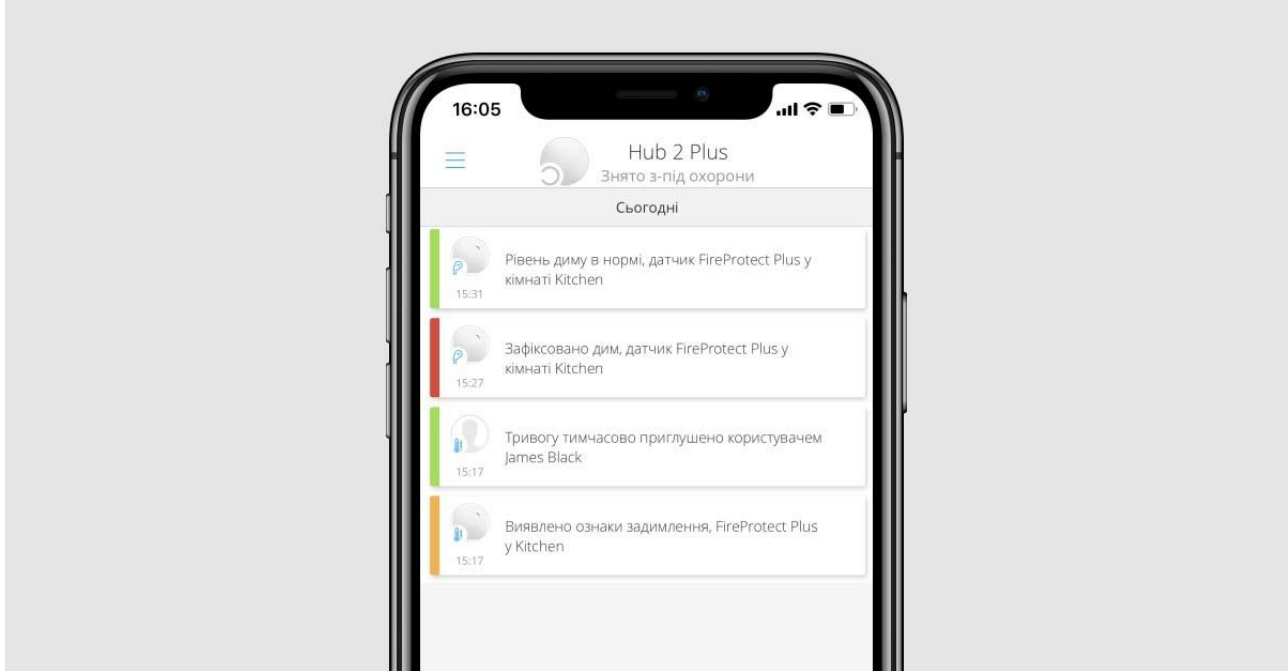 16:05
Hub 2 Plus
Знято з-під охорони
Сьогодні
Рівень диму в нормі, датчик FireProtect Plus у
кімнаті Kitchen
15:31
Зафіксовано дим, датчик FireProtect Plus у
кімнаті Kitchen
15:27
Тривогу тимчасово приглушено користувачем
James Black
15:17
Виявлено ознаки задимлення, FireProtect Plus
у Kitchen
15:17